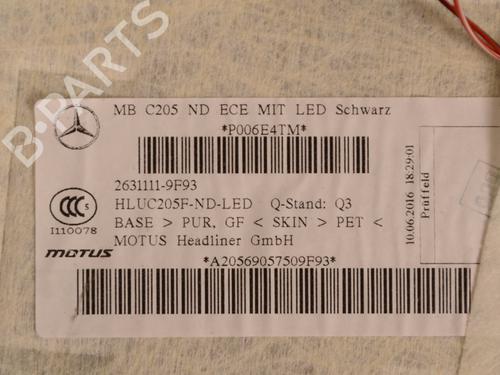 B-PARTS
MB C205 ND ECE MIT LED Schwarz
*P006E4TM*
2631111-9F93
HLUC205F-ND-LED Q-Stand: Q3
BASE > PUR, GF < SKIN > PET <
MOTUS Headliner GmbH
*A20569057509F93*
CCC S
I110078
MOTUS
10.06.2016 18:29:01
Prüffeld